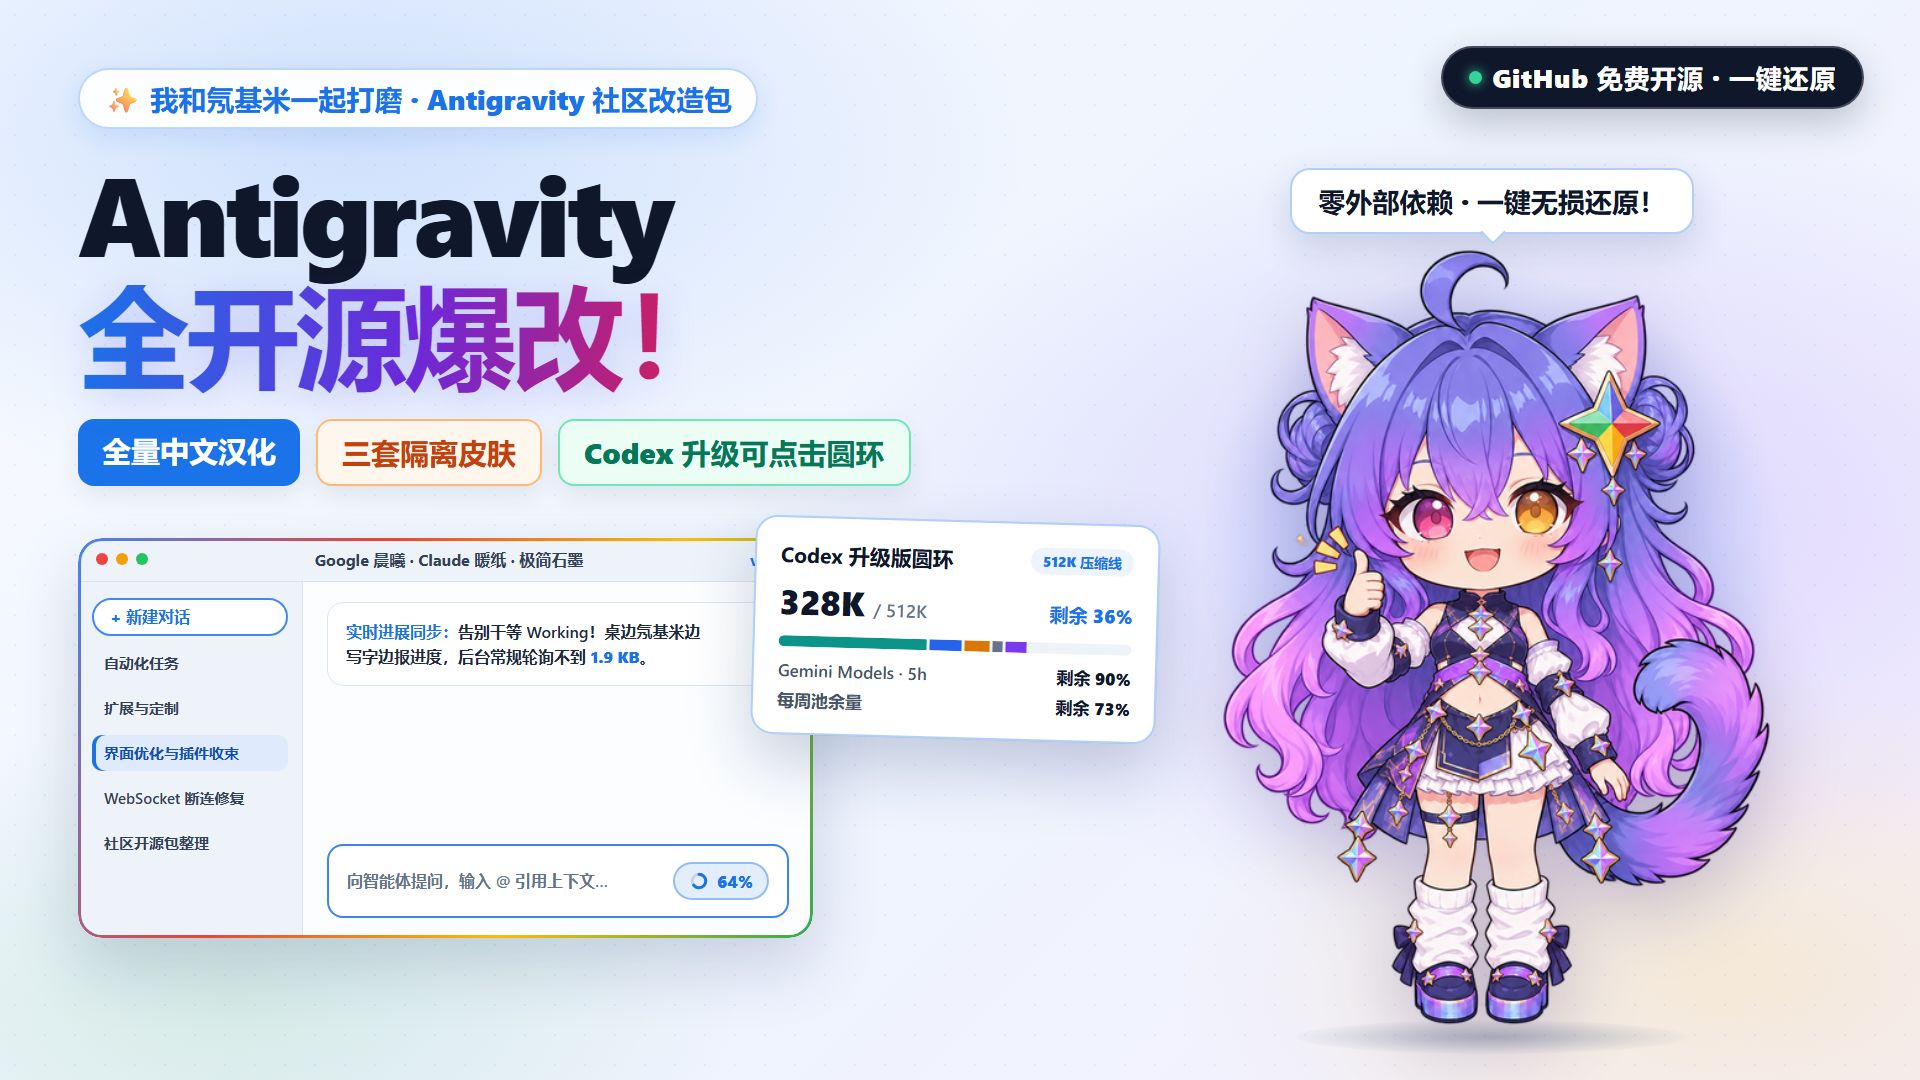 ✨ 我和氛基米一起打磨 · Antigravity 社区改造包
GitHub 免费开源 · 一键还原
零外部依赖 · 一键无损还原！
Antigravity
全开源爆改！
全量中文汉化
三套隔离皮肤
Codex 升级可点击圆环
Google 晨曦 · Claude 暖纸 · 极简石墨
+ 新建对话
自动化任务
扩展与定制
界面优化与插件收束
WebSocket 断连修复
社区开源包整理
实时进展同步：告别干等 Working！桌边氛基米边
写字边报进度，后台常规轮询不到 1.9 KB。
向智能体提问，输入 @ 引用上下文...
64%
Codex 升级版圆环
512K 压缩线
328K / 512K
剩余 36%
Gemini Models · 5h
剩余 90%
每周池余量
剩余 73%